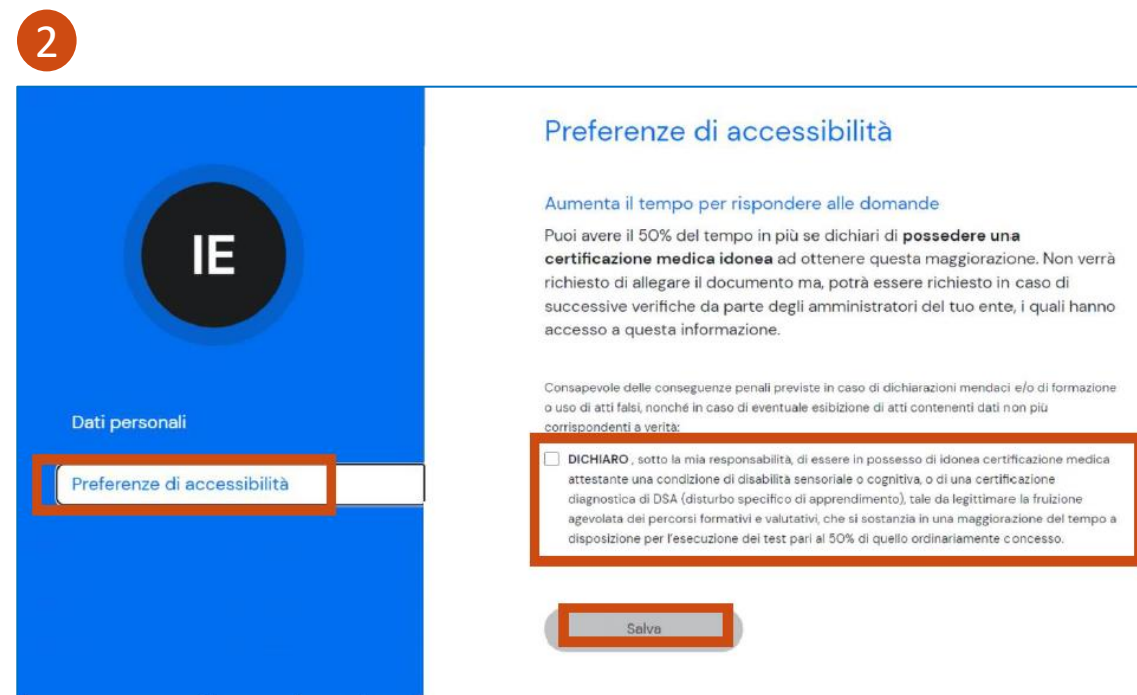 2
IE
Dati personali
Preferenze di accessibilità
Preferenze di accessibilità
Aumenta il tempo per rispondere alle domande
Puoi avere il 50% del tempo in più se dichiari di possedere una
certificazione medica idonea ad ottenere questa maggiorazione. Non verrà
richiesto di allegare il documento ma, potrà essere richiesto in caso di
successive verifiche da parte degli amministratori del tuo ente, i quali hanno
accesso a questa informazione.
Consapevole delle conseguenze penali previste in caso di dichiarazioni mendaci e/o di formazione
o uso di atti falsi, nonché in caso di eventuale esibizione di atti contenenti dati non più
corrispondenti a verità:
DICHIARO , sotto la mia responsabilità, di essere in possesso di idonea certificazione medica
attestante una condizione di disabilità sensoriale o cognitiva, o di una certificazione
diagnostica di DSA (disturbo specifico di apprendimento), tale da legittimare la fruizione
agevolata dei percorsi formativi e valutativi, che si sostanzia in una maggiorazione del tempo a
disposizione per l'esecuzione dei test pari al 50% di quello ordinariamente concesso.
Salva